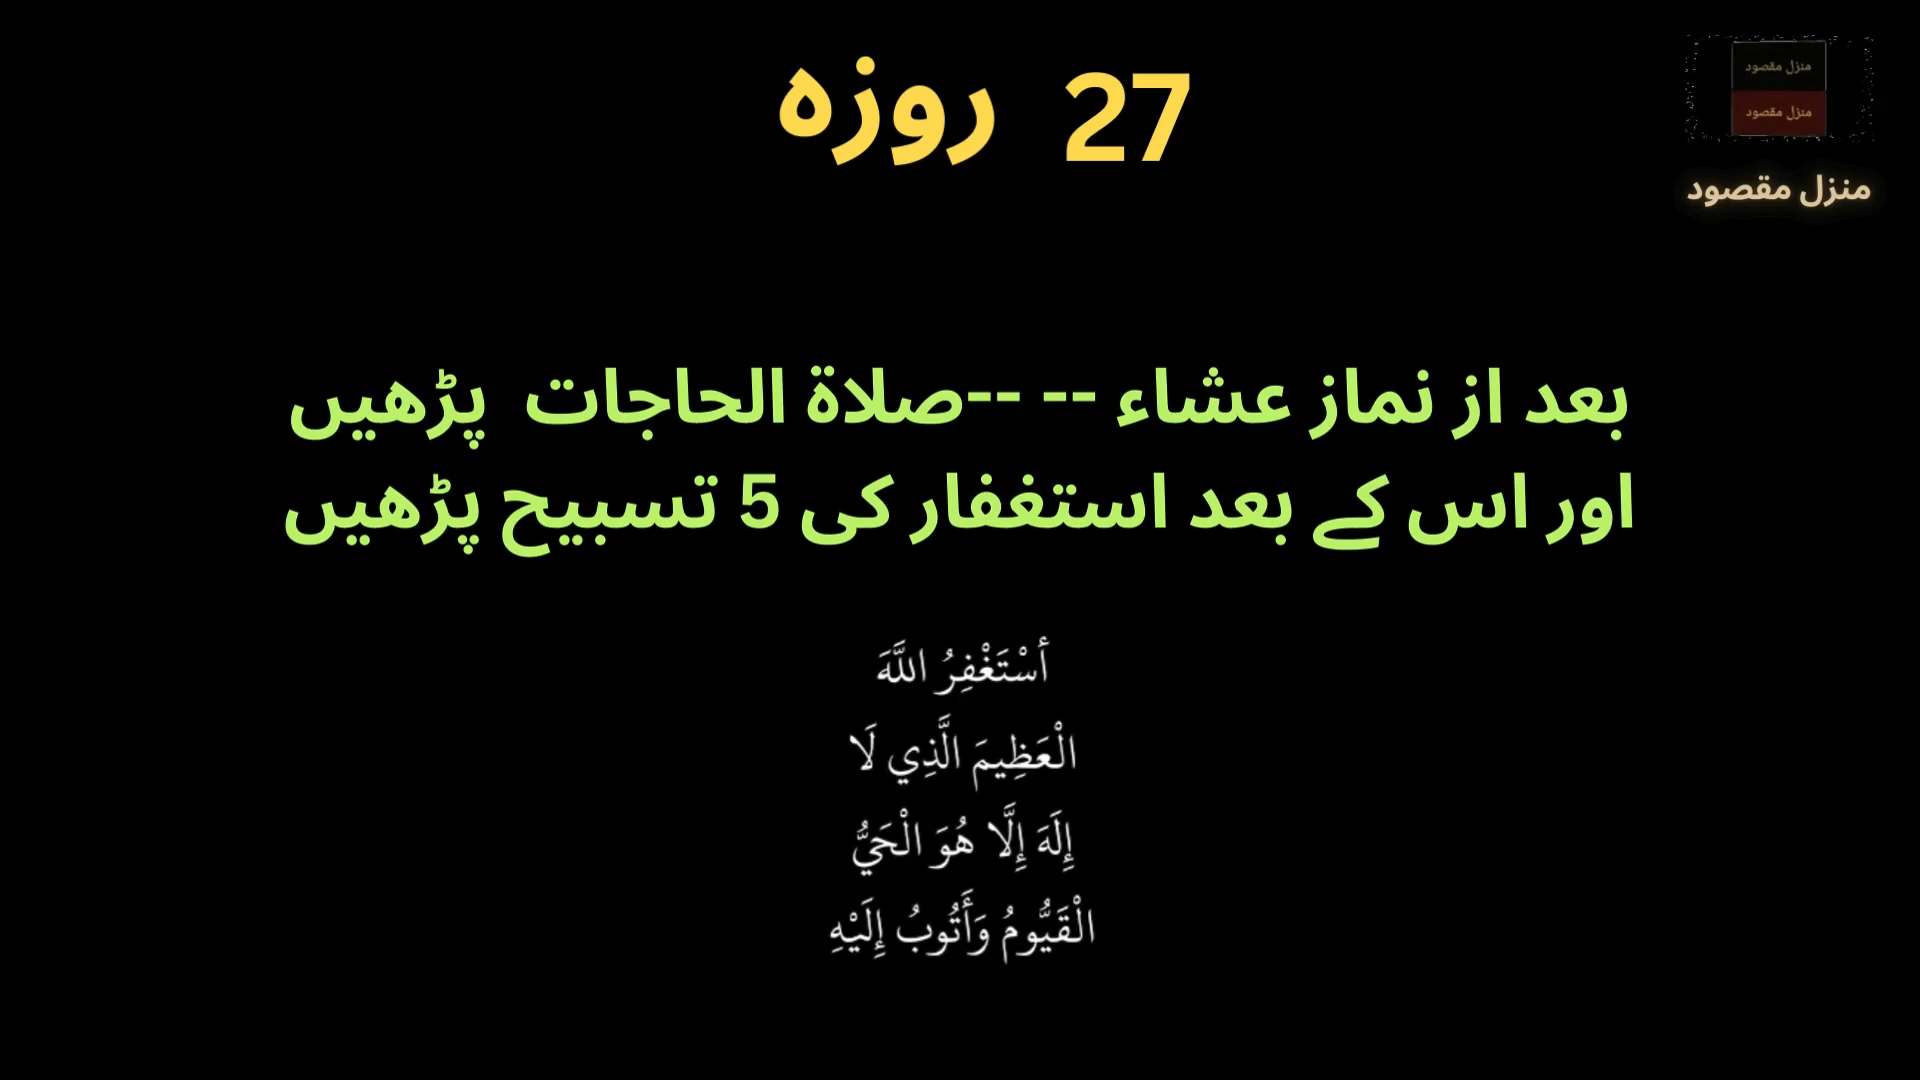 27 روزہ
منزل مقصود
منزل مقصود
منزل مقصود
بعد از نماز عشاء -- --صلاۃ الحاجات پڑھیں
اور اس کے بعد استغفار کی 5 تسبیح پڑھیں
أَسْتَغْفِرُ اللَّهَ
الْعَظِيمَ الَّذِي لَا
إِلَهَ إِلَّا هُوَ الْحَيُّ
الْقَيُّومُ وَأَتُوبُ إِلَيْهِ